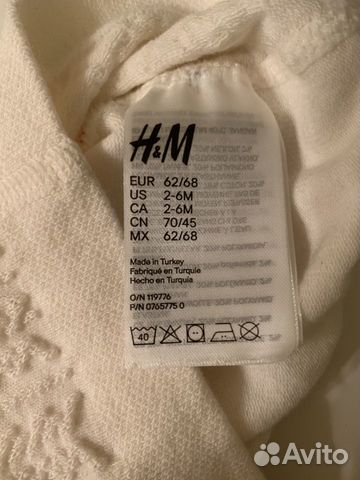 H&M
EUR 62/68
US 2-6M
CA 2-6M
CN 70/45
MX 62/68
Made in Turkey
Fabriqué en Turquie
Hecho en Turquía
O/N 119776
P/N 0765775 0
40
Avito